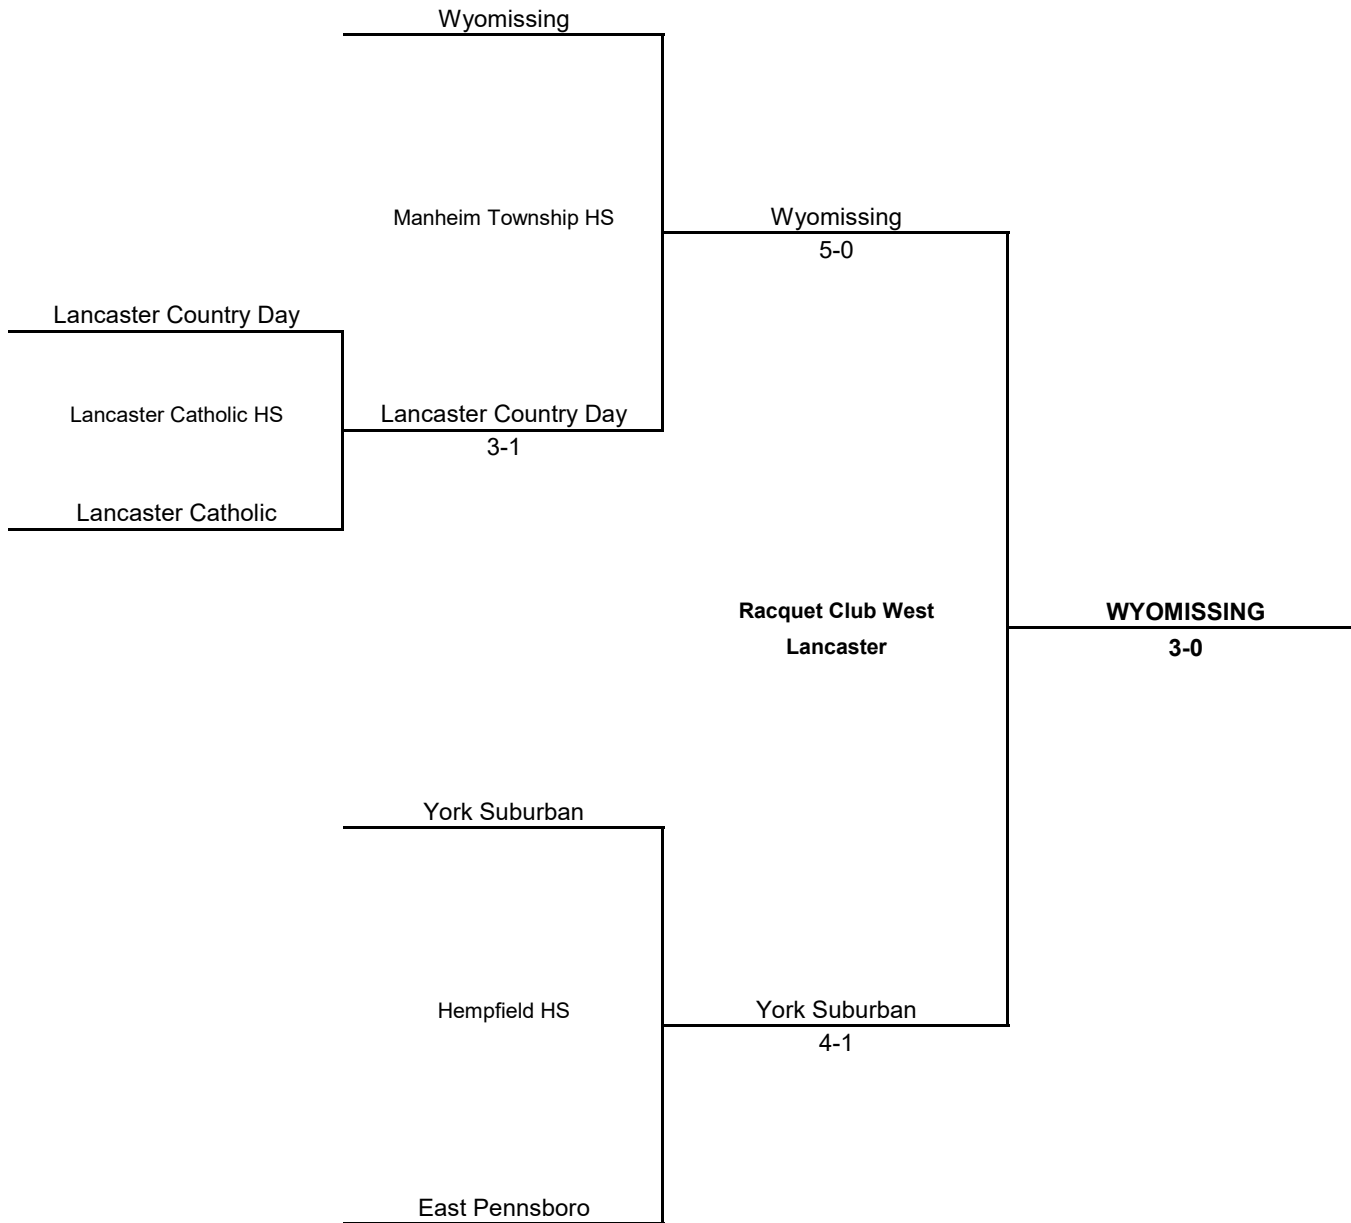 Wyomissing
Manheim Township HS
Wyomissing
5-0
Lancaster Country Day
Lancaster Catholic HS
Lancaster Country Day
3-1
Lancaster Catholic
Racquet Club West
Lancaster
WYOMISSING
3-0
York Suburban
Hempfield HS
York Suburban
4-1
East Pennsboro